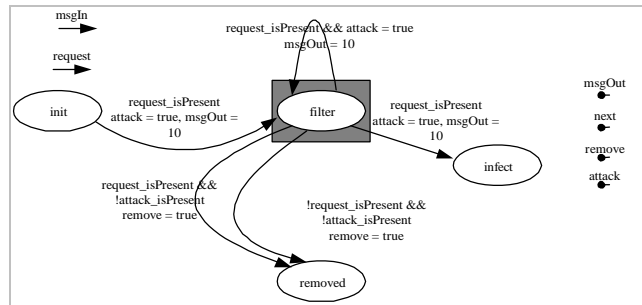 msgIn
request
request_isPresent && attack = true
msgOut = 10
init
request_isPresent
attack = true, msgOut =
10
filter
request_isPresent
attack = true, msgOut =
10
infect
msgOut
next
remove
attack
request_isPresent &&
!attack_isPresent
remove = true
!request_isPresent &&
!attack_isPresent
remove = true
removed